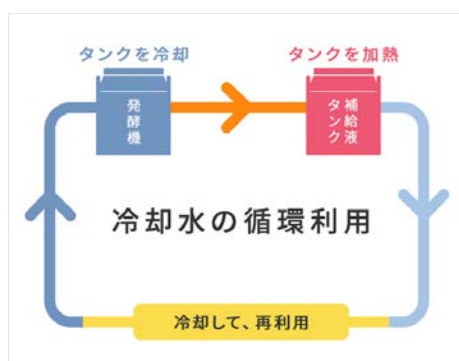 タンクを冷却
タンクを加熱
発酵機
補給液
タンク
冷却水の循環利用
冷却して、再利用